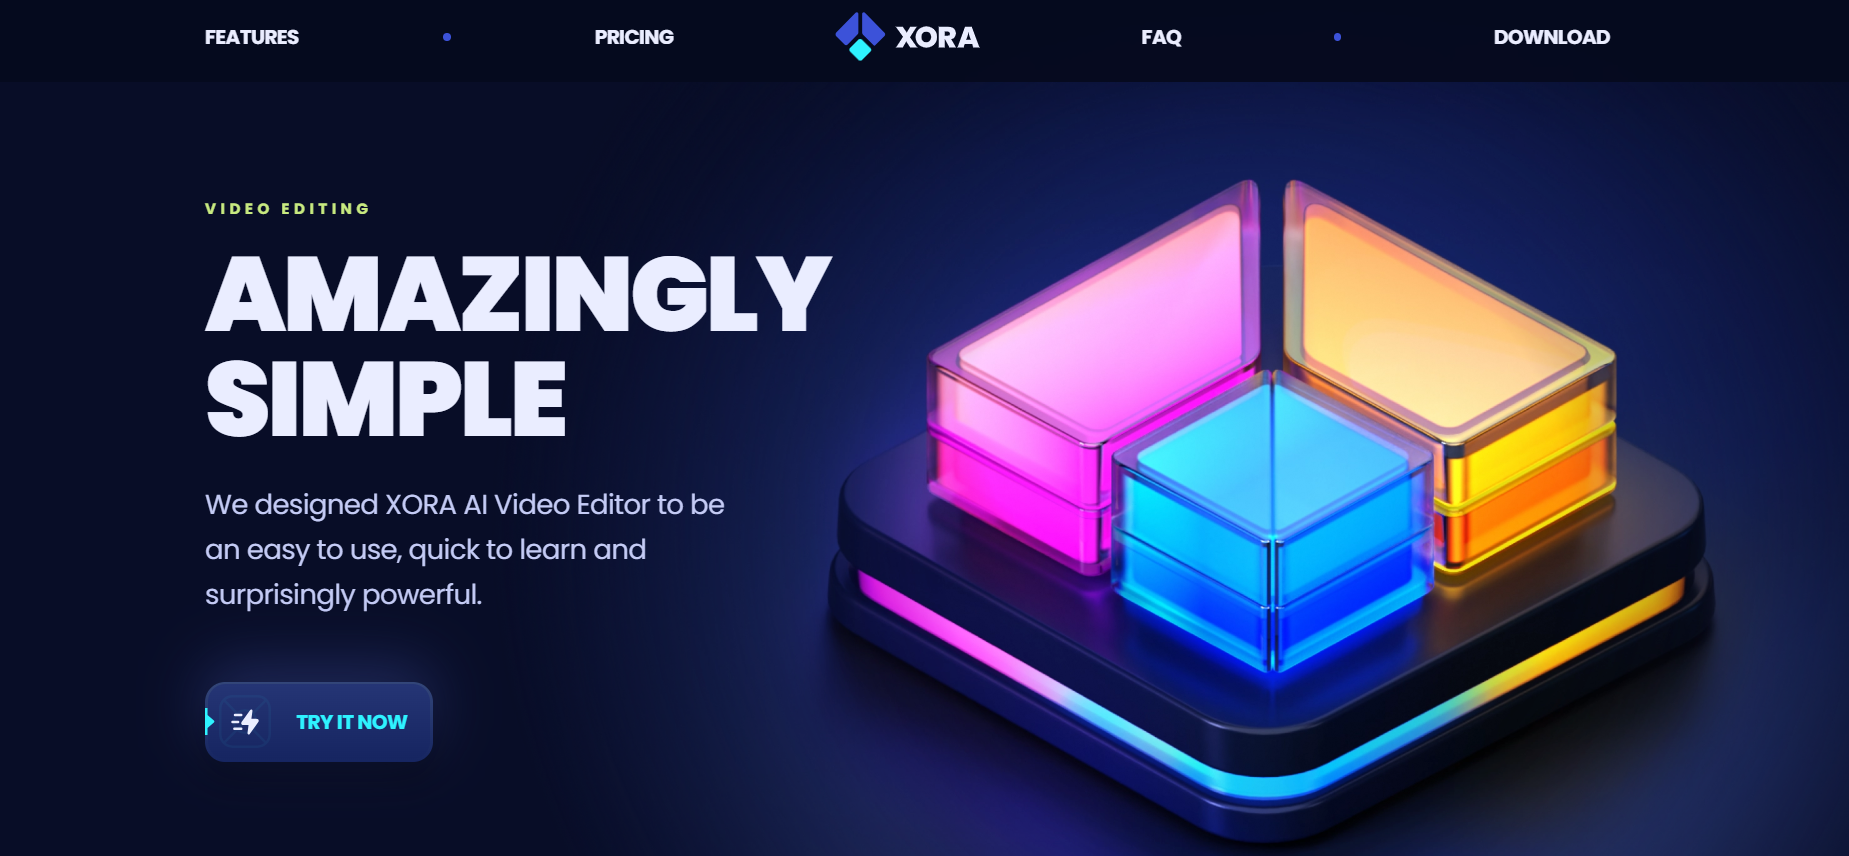 FEATURES
PRICING
XORA
FAQ
DOWNLOAD
VIDEO EDITING
AMAZINGLY
SIMPLE
We designed XORA AI Video Editor to be
an easy to use, quick to learn and
surprisingly powerful.
TRY IT NOW